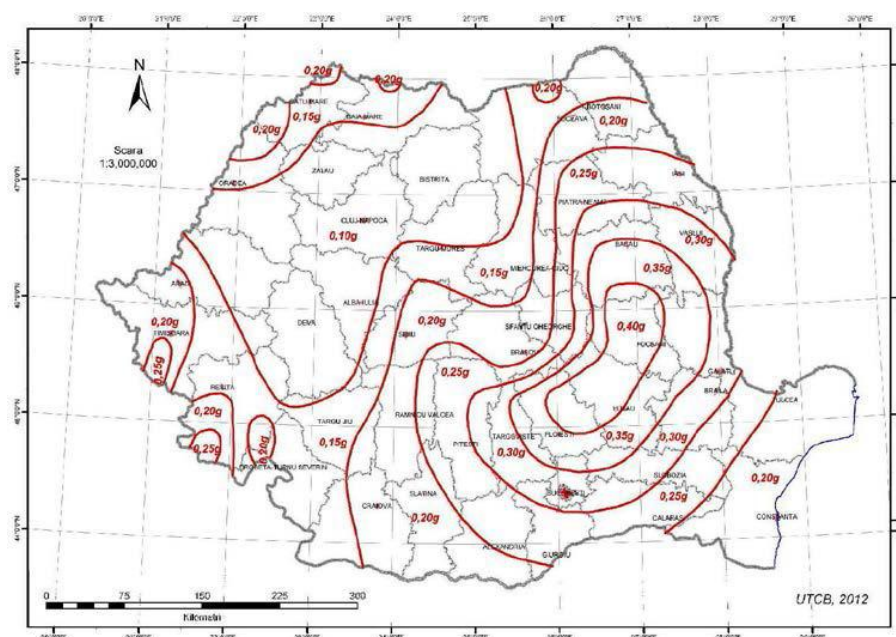 N
Scara
1:3,000,000
0,20g
0,20g
0,20g
SATU MARE
0,15g
BAIA MARE
BOTOSANI
SUCEAVA
0,20g
0,20g
ORADEA
ZALAU
BISTRITA
0,25g
IASI
PIATRA NEAMT
CLUJ-NAPOCA
0,10g
TARGU MURES
VASLUI
0,30g
BACAU
0,15g
MIERCUREA-CIUC
0,35g
ARAD
ALBA-IULIA
DEVA
0,20g
TIMISOARA
0,20g
SIBIU
SFANTU GHEORGHE
0,40g
FOCSANI
BRASOV
0,25g
0,25g
RESITA
GALATI
BRAILA
TULCEA
0,20g
RAMNICU VALCEA
BUZAU
TARGU JIU
0,15g
0,25g
0,20g
PITESTI
TARGOVISTE
PLOIESTI
0,35g
0,30g
0,30g
DROBETA-TURNU SEVERIN
SLOBOZIA
0,20g
CRAIOVA
SLATINA
0,25g
0,20g
CALARASI
CONSTANTA
ALEXANDRIA
GIURGIU
UTCB, 2012
0 75 150 225 300
Kilometri